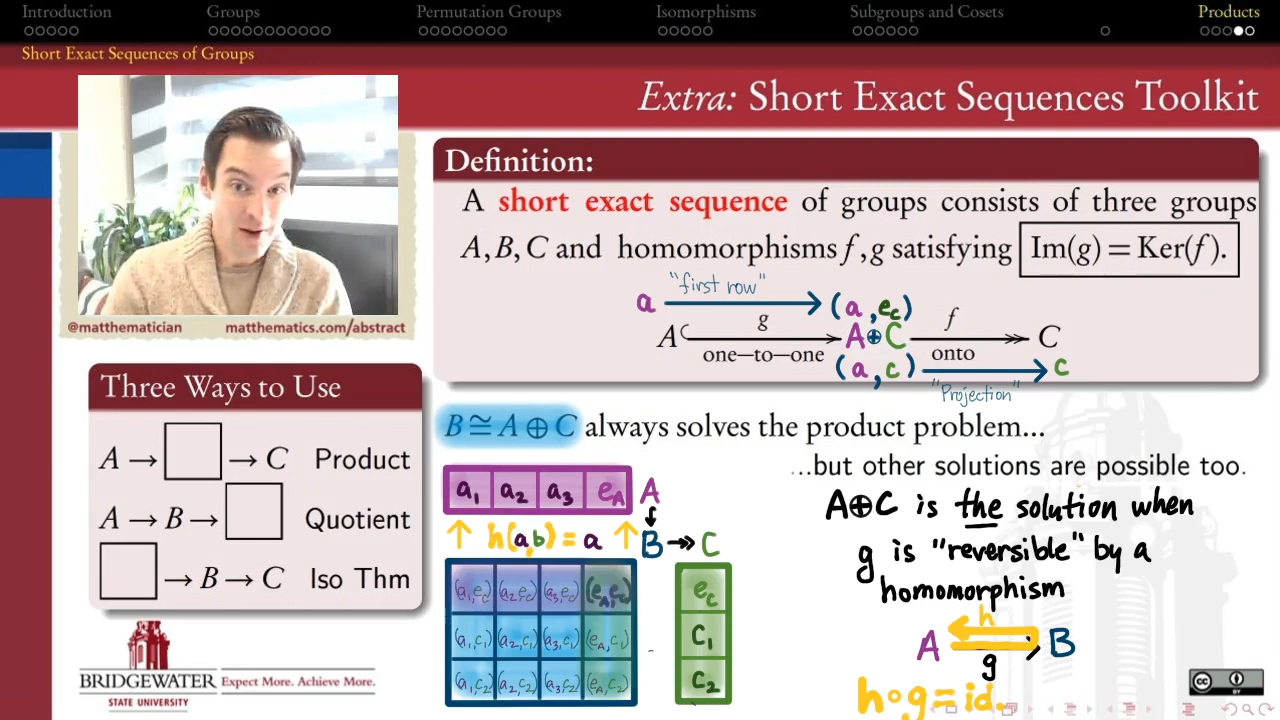 Introduction Groups Permutation Groups Isomorphisms Subgroups and Cosets Products
Short Exact Sequences of Groups
Extra: Short Exact Sequences Toolkit
@matthematician matthematics.com/abstract
Definition:
A short exact sequence of groups consists of three groups
A, B, C and homomorphisms f, g satisfying Im(g) = Ker(f).
a "first row" (a, e_C)
A g one—to—one A⊕C f onto C
(a, c) "Projection" c
Three Ways to Use
A → □ → C Product
A → B → □ Quotient
□ → B → C Iso Thm
B ≅ A ⊕ C always solves the product problem...
...but other solutions are possible too.
a₁ a₂ a₃ e_A A
↑ h(a,b) = a ↑ B ↠ C
(a₁,e_C) (a₂,e_C) (a₃,e_C) (e_A,e_C) e_C
(a₁,c₁) (a₂,c₁) (a₃,c₁) (e_A,c₁) c₁
(a₁,c₂) (a₂,c₂) (a₃,c₂) (e_A,c₂) c₂
A⊕C is the solution when
g is "reversible" by a
homomorphism
h
A B
g
h∘g = id.
BRIDGEWATER
STATE UNIVERSITY
Expect More. Achieve More.
CC
BY